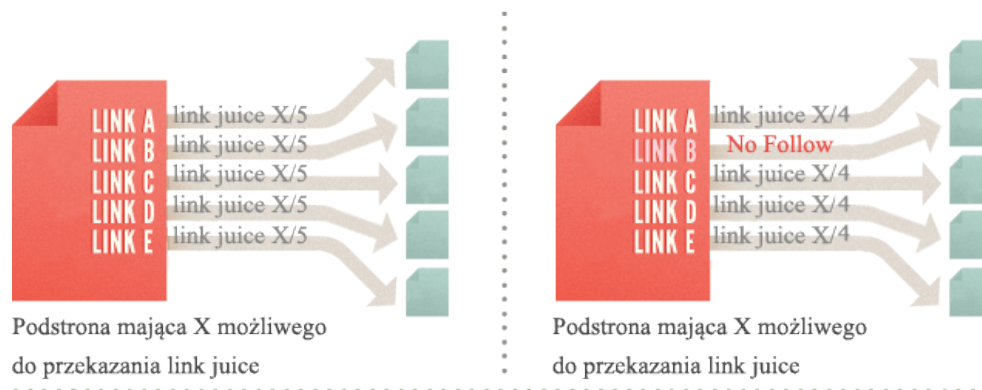 LINK A link juice X/5
LINK B link juice X/5
LINK C link juice X/5
LINK D link juice X/5
LINK E link juice X/5
Podstrona mająca X możliwego
do przekazania link juice
LINK A link juice X/4
LINK B No Follow
LINK C link juice X/4
LINK D link juice X/4
LINK E link juice X/4
Podstrona mająca X możliwego
do przekazania link juice